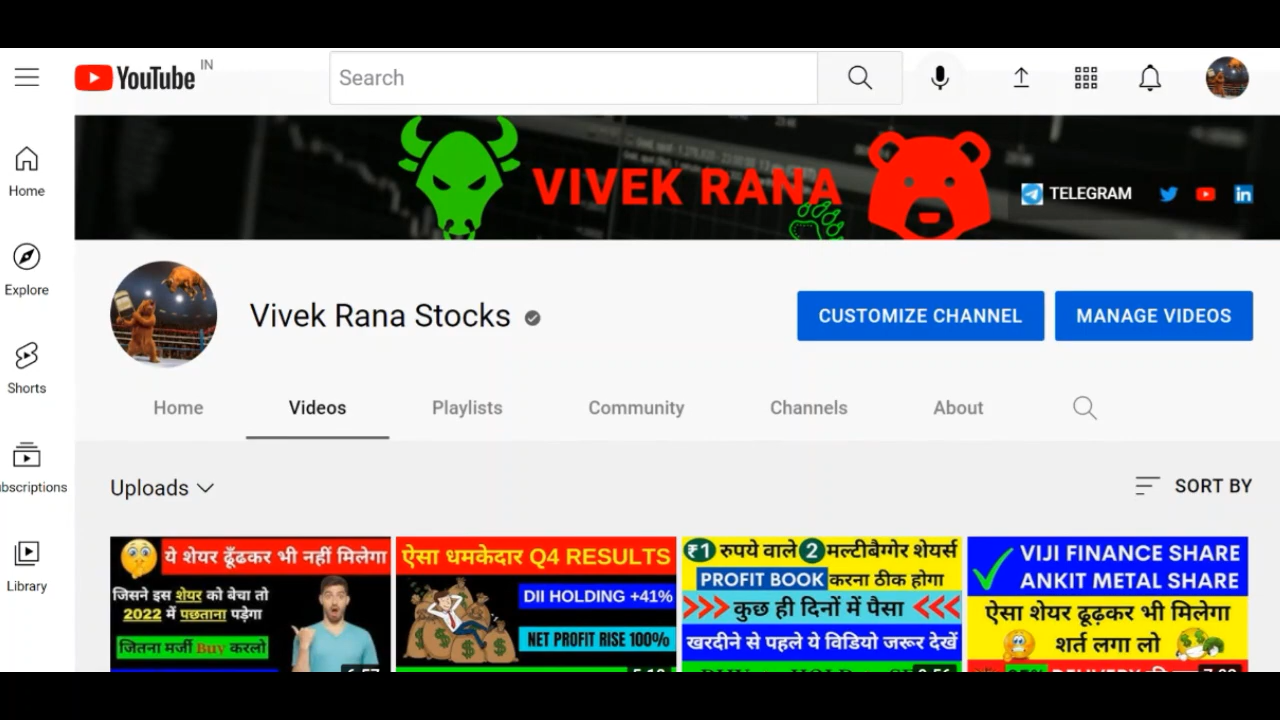 YouTube IN
Search
Home
Explore
Shorts
bscriptions
Library
VIVEK RANA
TELEGRAM
Vivek Rana Stocks
CUSTOMIZE CHANNEL
MANAGE VIDEOS
Home Videos Playlists Community Channels About
Uploads
SORT BY
ये शेयर ढूँढकर भी नहीं मिलेगा
जिसने इस शेयर को बेचा तो
2022 में पछताना पड़ेगा
जितना मर्जी Buy करलो
ऐसा धमकेदार Q4 RESULTS
DII HOLDING +41%
NET PROFIT RISE 100%
₹1 रुपये वाले 2 मल्टीबैग्गेर शेयर्स
PROFIT BOOK करना ठीक होगा
कुछ ही दिनों में पैसा
खरदीने से पहले ये विडियो जरूर देखें
VIJI FINANCE SHARE
ANKIT METAL SHARE
ऐसा शेयर ढूढ़कर भी मिलेगा
शर्त लगा लो